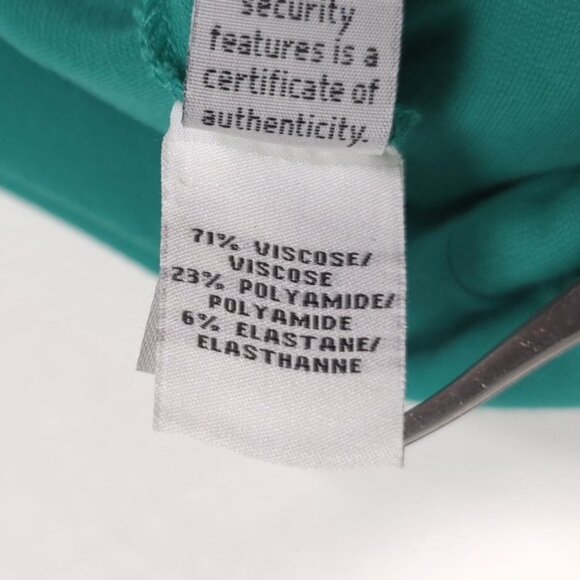 security
features is a
certificate of
authenticity.
71% VISCOSE/
VISCOSE
23% POLYAMIDE/
POLYAMIDE
6% ELASTANE/
ELASTHANNE